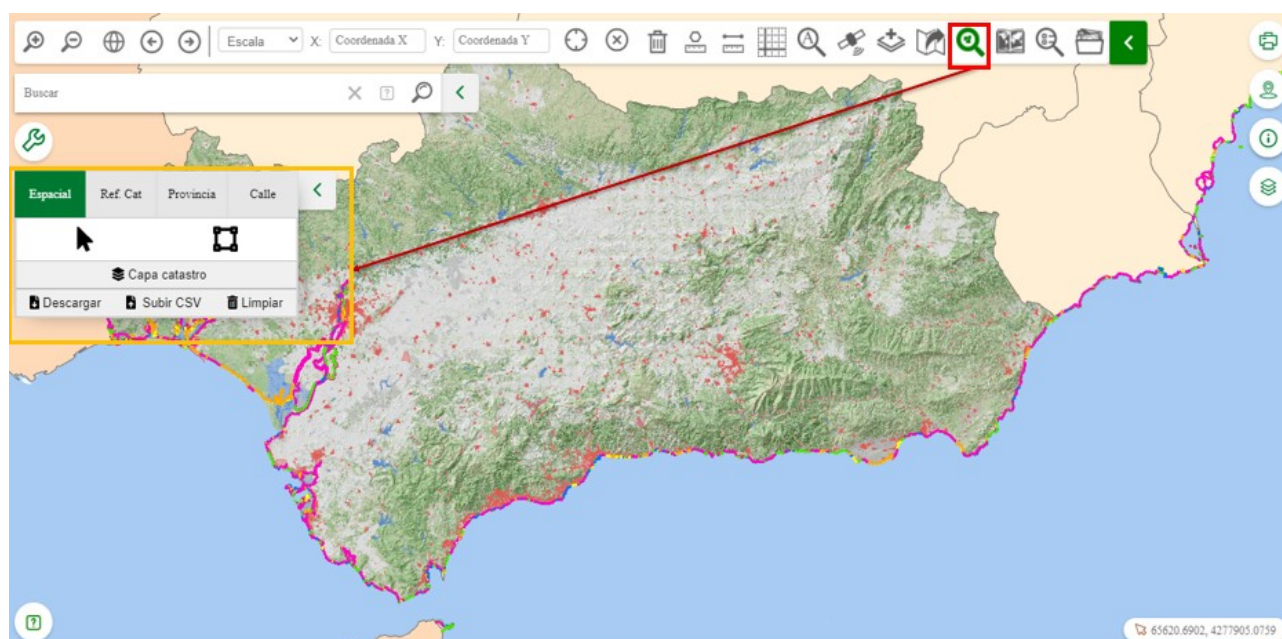 Escala X: Coordenada X Y: Coordenada Y
Buscar
Espacial Ref. Cat Provincia Calle
Capa catastro
Descargar Subir CSV Limpiar
65620.6902, 4277905.0759